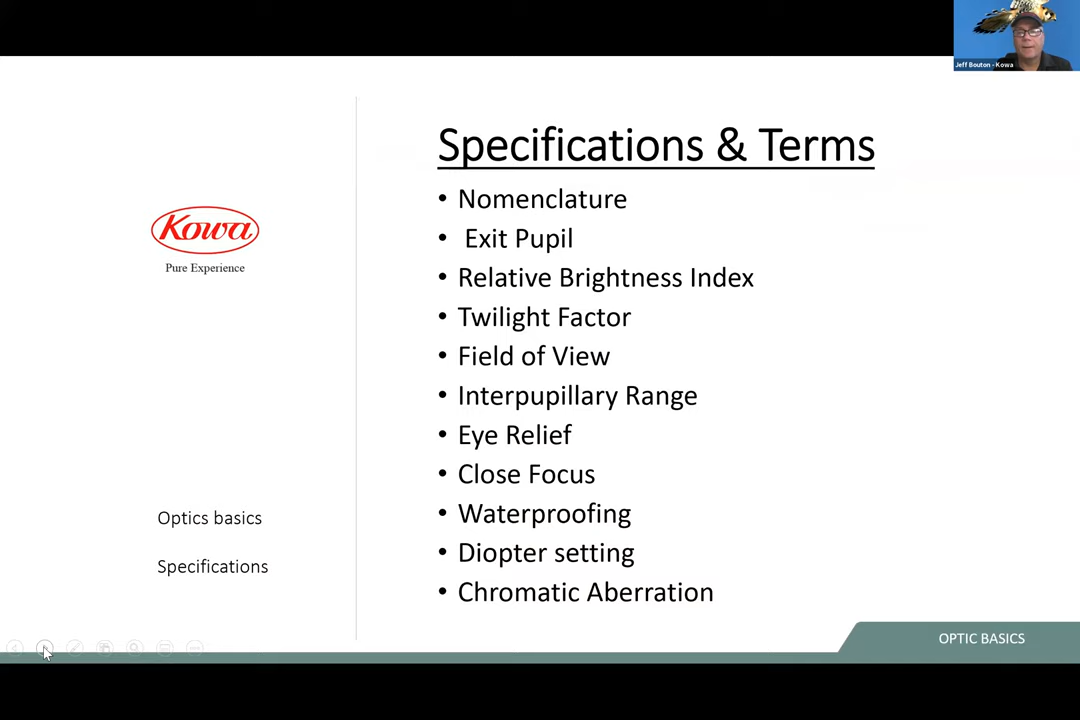 Jeff Bouton - Kowa
Specifications & Terms
• Nomenclature
• Exit Pupil
• Relative Brightness Index
• Twilight Factor
• Field of View
• Interpupillary Range
• Eye Relief
• Close Focus
• Waterproofing
• Diopter setting
• Chromatic Aberration
Kowa
Pure Experience
Optics basics
Specifications
OPTIC BASICS